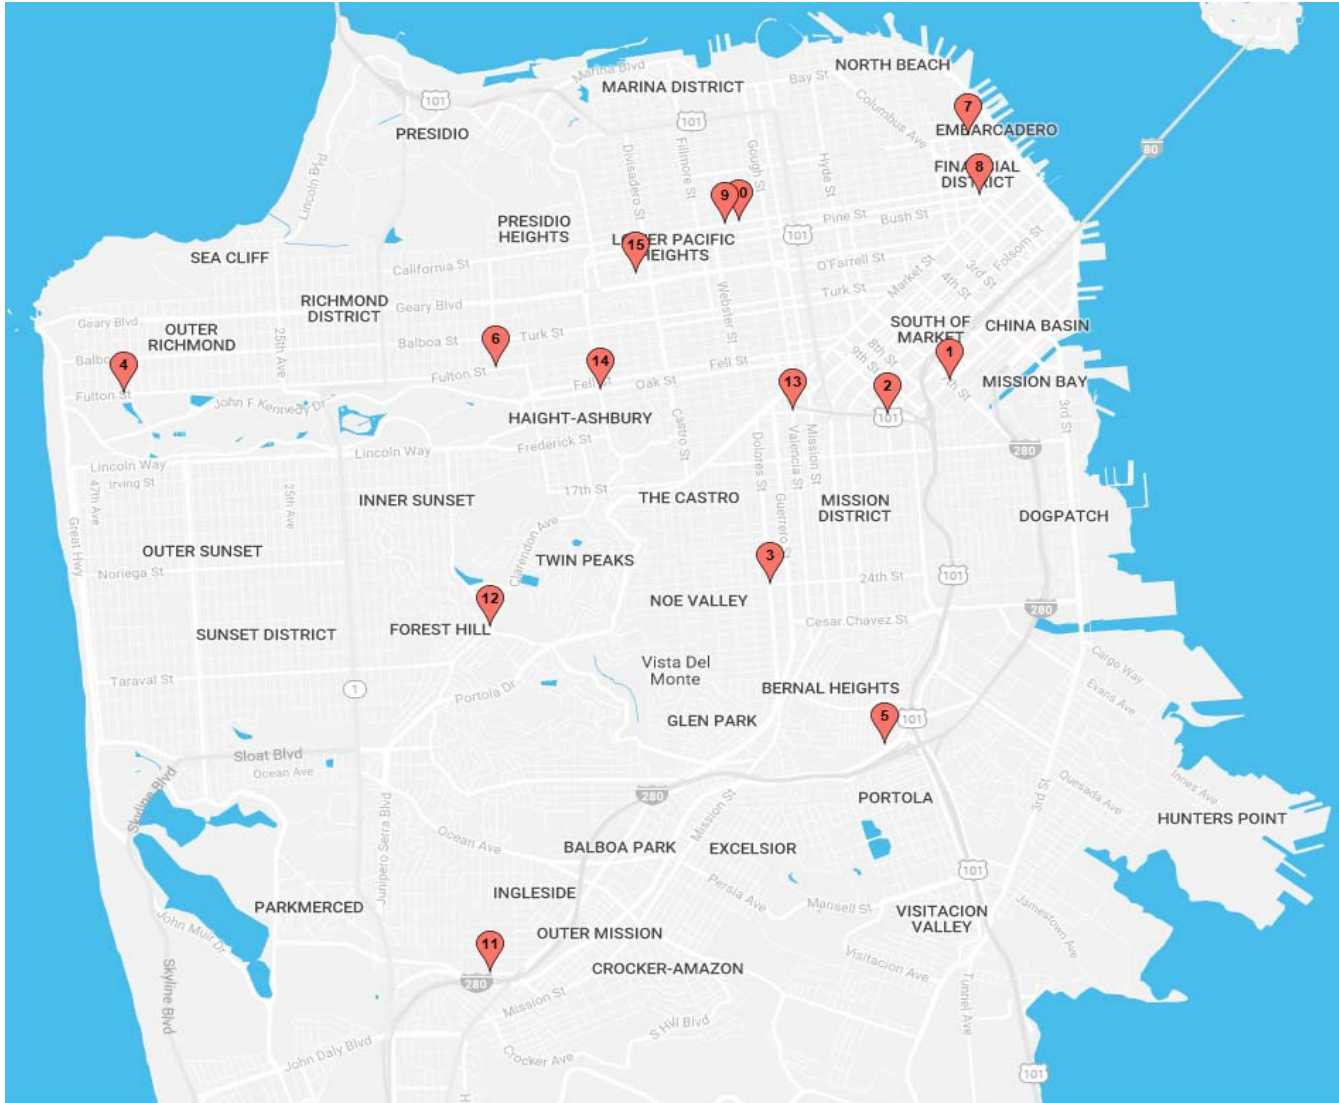 NORTH BEACH
Marina Blvd
MARINA DISTRICT
Bay St
101
7
Columbus Ave
PRESIDIO
101
EMBARCADERO
80
Lincoln Blvd
Divisadero St
Fillmore St
Gough St
Hyde St
8
FINANCIAL
DISTRICT
9
0
PRESIDIO
HEIGHTS
Pine St
Bush St
101
15
LOWER PACIFIC
HEIGHTS
SEA CLIFF
California St
O'Farrell St
Market St
3rd St
Folsom St
4th St
Turk St
RICHMOND
DISTRICT
Geary Blvd
Webster St
Geary Blvd
OUTER
RICHMOND
25th Ave
Balboa St
Turk St
6
SOUTH OF
MARKET
CHINA BASIN
8th St
9th St
1
4
14
Fell St
Fulton St
Fell St
Oak St
13
2
7th St
MISSION BAY
Fulton St
John F Kennedy Dr
HAIGHT-ASHBURY
101
3rd St
Castro St
Dolores St
Valencia St
Mission St
Frederick St
Lincoln Way
Lincoln Way
Irving St
280
47th Ave
25th Ave
17th St
THE CASTRO
INNER SUNSET
MISSION
DISTRICT
Guerrero St
DOGPATCH
Great Hwy
Clarendon Ave
OUTER SUNSET
TWIN PEAKS
3
Noriega St
24th St
101
12
NOE VALLEY
280
FOREST HILL
Cesar Chavez St
SUNSET DISTRICT
Vista Del
Monte
Cargo Way
Taraval St
1
Portola Dr
BERNAL HEIGHTS
Evans Ave
5
101
GLEN PARK
Sloat Blvd
Ocean Ave
Skyline Blvd
280
Mission St
PORTOLA
3rd St
Quesada Ave
Innes Ave
HUNTERS POINT
Junipero Serra Blvd
Ocean Ave
BALBOA PARK
EXCELSIOR
101
INGLESIDE
Persia Ave
Mansell St
PARKMERCED
VISITACION
VALLEY
Jamestown Ave
John Muir Dr
11
OUTER MISSION
Visitacion Ave
CROCKER-AMAZON
280
Skyline Blvd
Mission St
Tunnel Ave
S Hill Blvd
John Daly Blvd
Crocker Ave
101